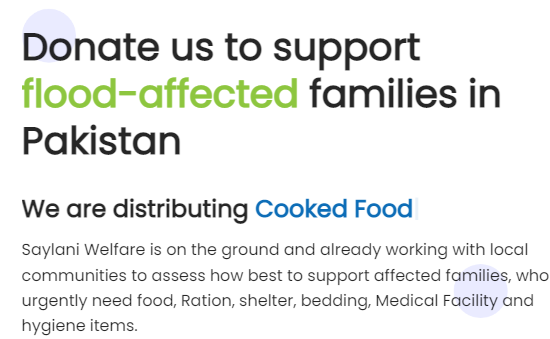 Donate us to support
flood-affected families in
Pakistan
We are distributing Cooked Food
Saylani Welfare is on the ground and already working with local
communities to assess how best to support affected families, who
urgently need food, Ration, shelter, bedding, Medical Facility and
hygiene items.